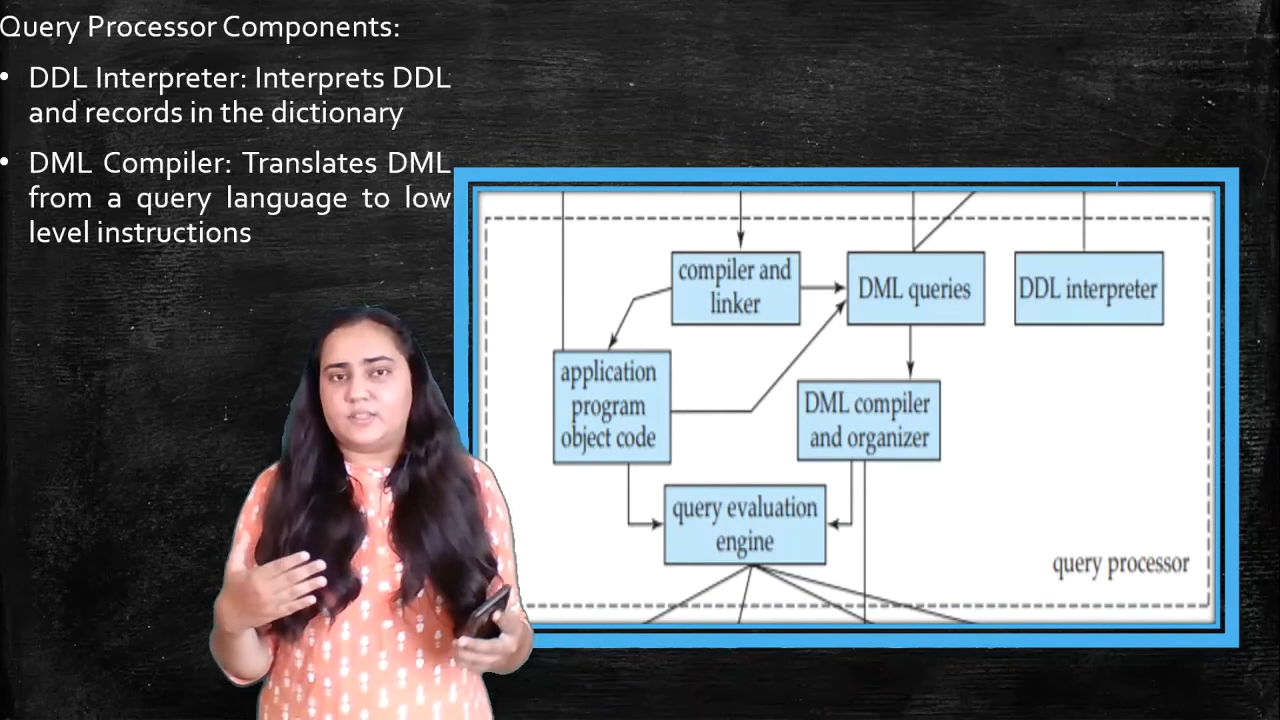 Query Processor Components:
• DDL Interpreter: Interprets DDL
and records in the dictionary
• DML Compiler: Translates DML
from a query language to low
level instructions
compiler and
linker
DML queries
DDL interpreter
application
program
object code
DML compiler
and organizer
query evaluation
engine
query processor